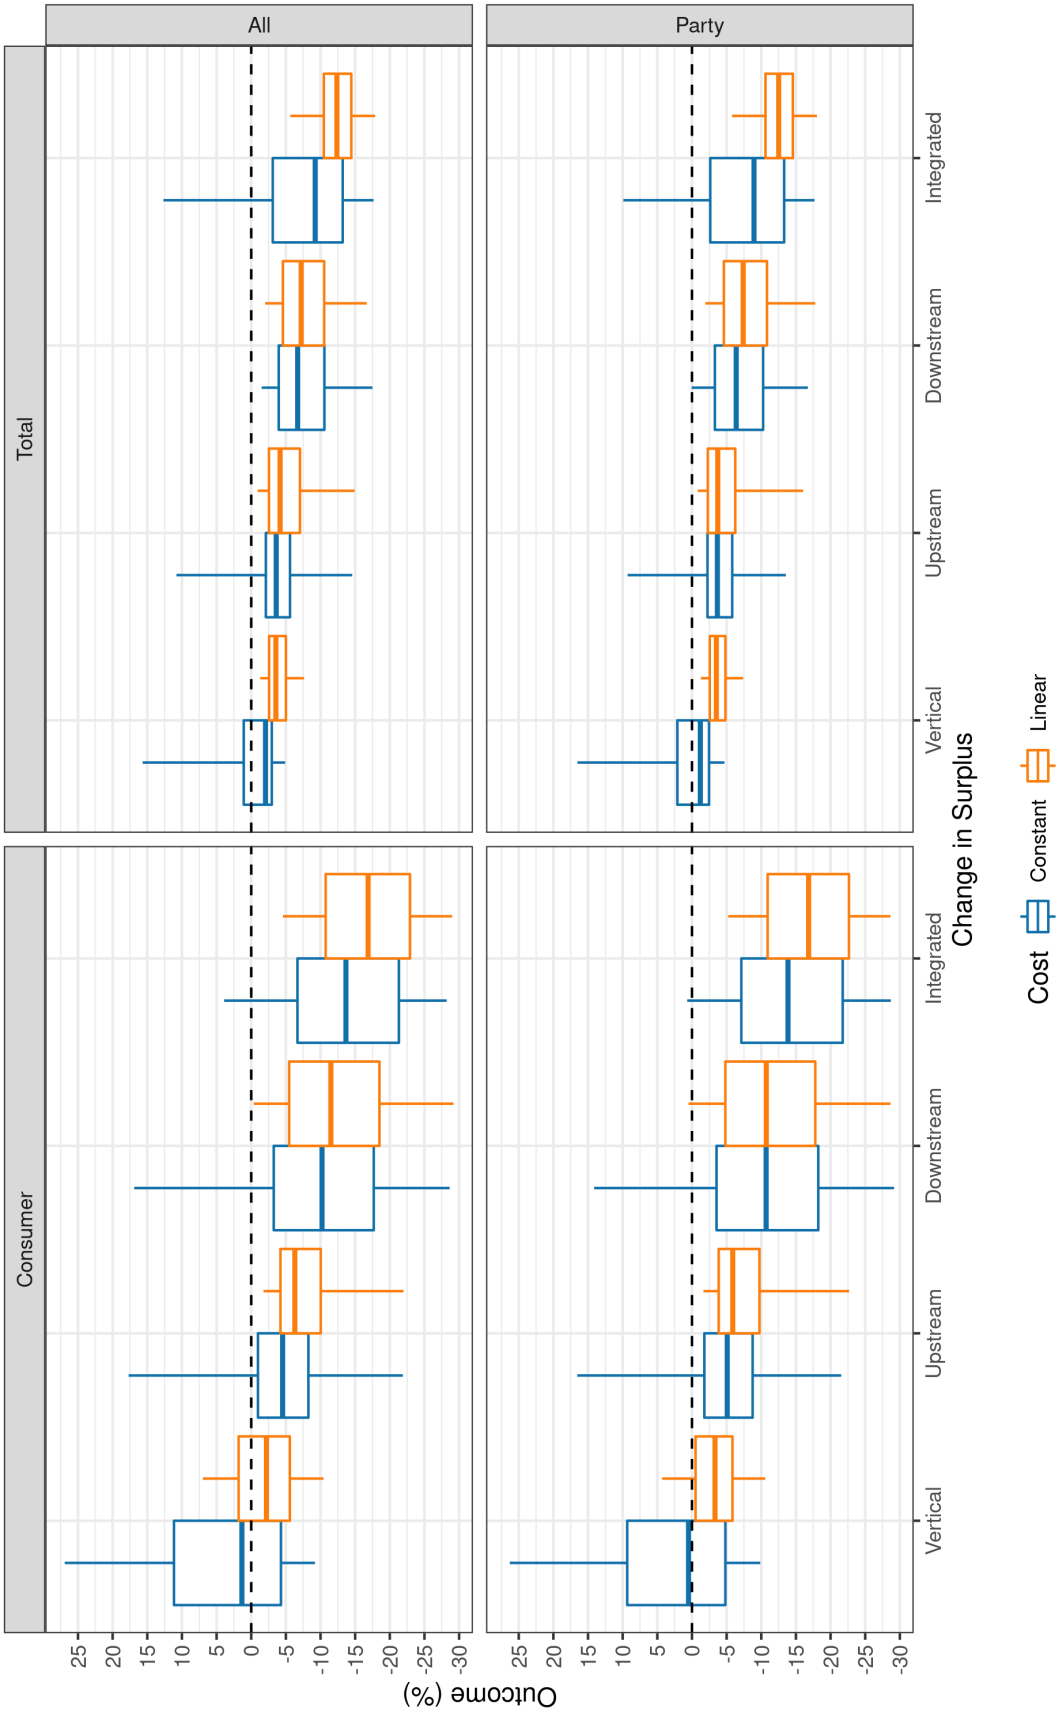 Consumer
Total
All
Party
25
20
15
10
5
0
-5
-10
-15
-20
-25
-30
25
20
15
10
5
0
-5
-10
-15
-20
-25
-30
Outcome (%)
Vertical
Upstream
Downstream
Integrated
Vertical
Upstream
Downstream
Integrated
Change in Surplus
Cost Constant Linear